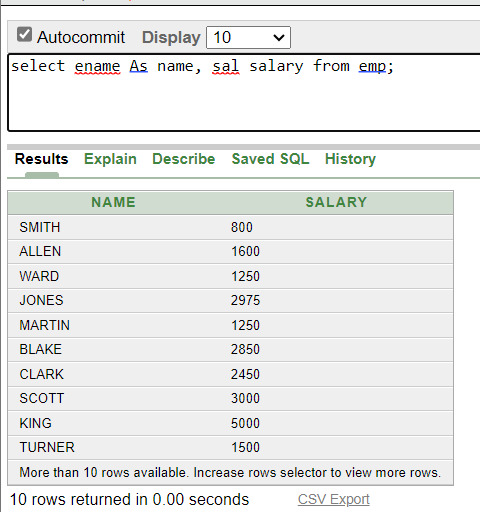 Autocommit Display 10
select ename As name, sal salary from emp;
Results Explain Describe Saved SQL History
NAME SALARY
SMITH 800
ALLEN 1600
WARD 1250
JONES 2975
MARTIN 1250
BLAKE 2850
CLARK 2450
SCOTT 3000
KING 5000
TURNER 1500
More than 10 rows available. Increase rows selector to view more rows.
10 rows returned in 0.00 seconds CSV Export